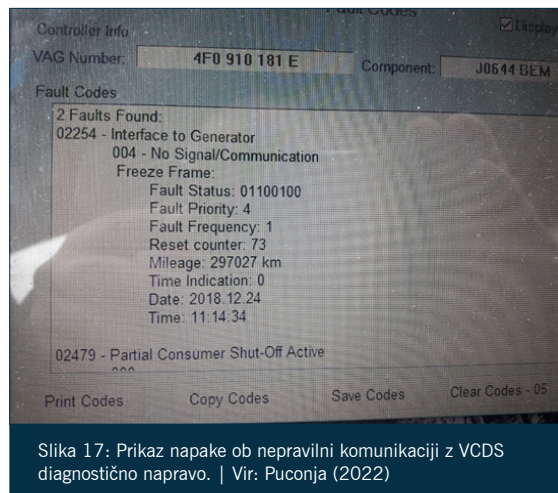 Fault Codes
Display
Controller Info
VAG Number: 4F0 910 181 E Component: J0644 BEM
Fault Codes
2 Faults Found:
02254 - Interface to Generator
004 - No Signal/Communication
Freeze Frame:
Fault Status: 01100100
Fault Priority: 4
Fault Frequency: 1
Reset counter: 73
Mileage: 297027 km
Time Indication: 0
Date: 2018.12.24
Time: 11:14:34
02479 - Partial Consumer Shut-Off Active
Print Codes Copy Codes Save Codes Clear Codes - 05
Slika 17: Prikaz napake ob nepravilni komunikaciji z VCDS
diagnostično napravo. | Vir: Puconja (2022)